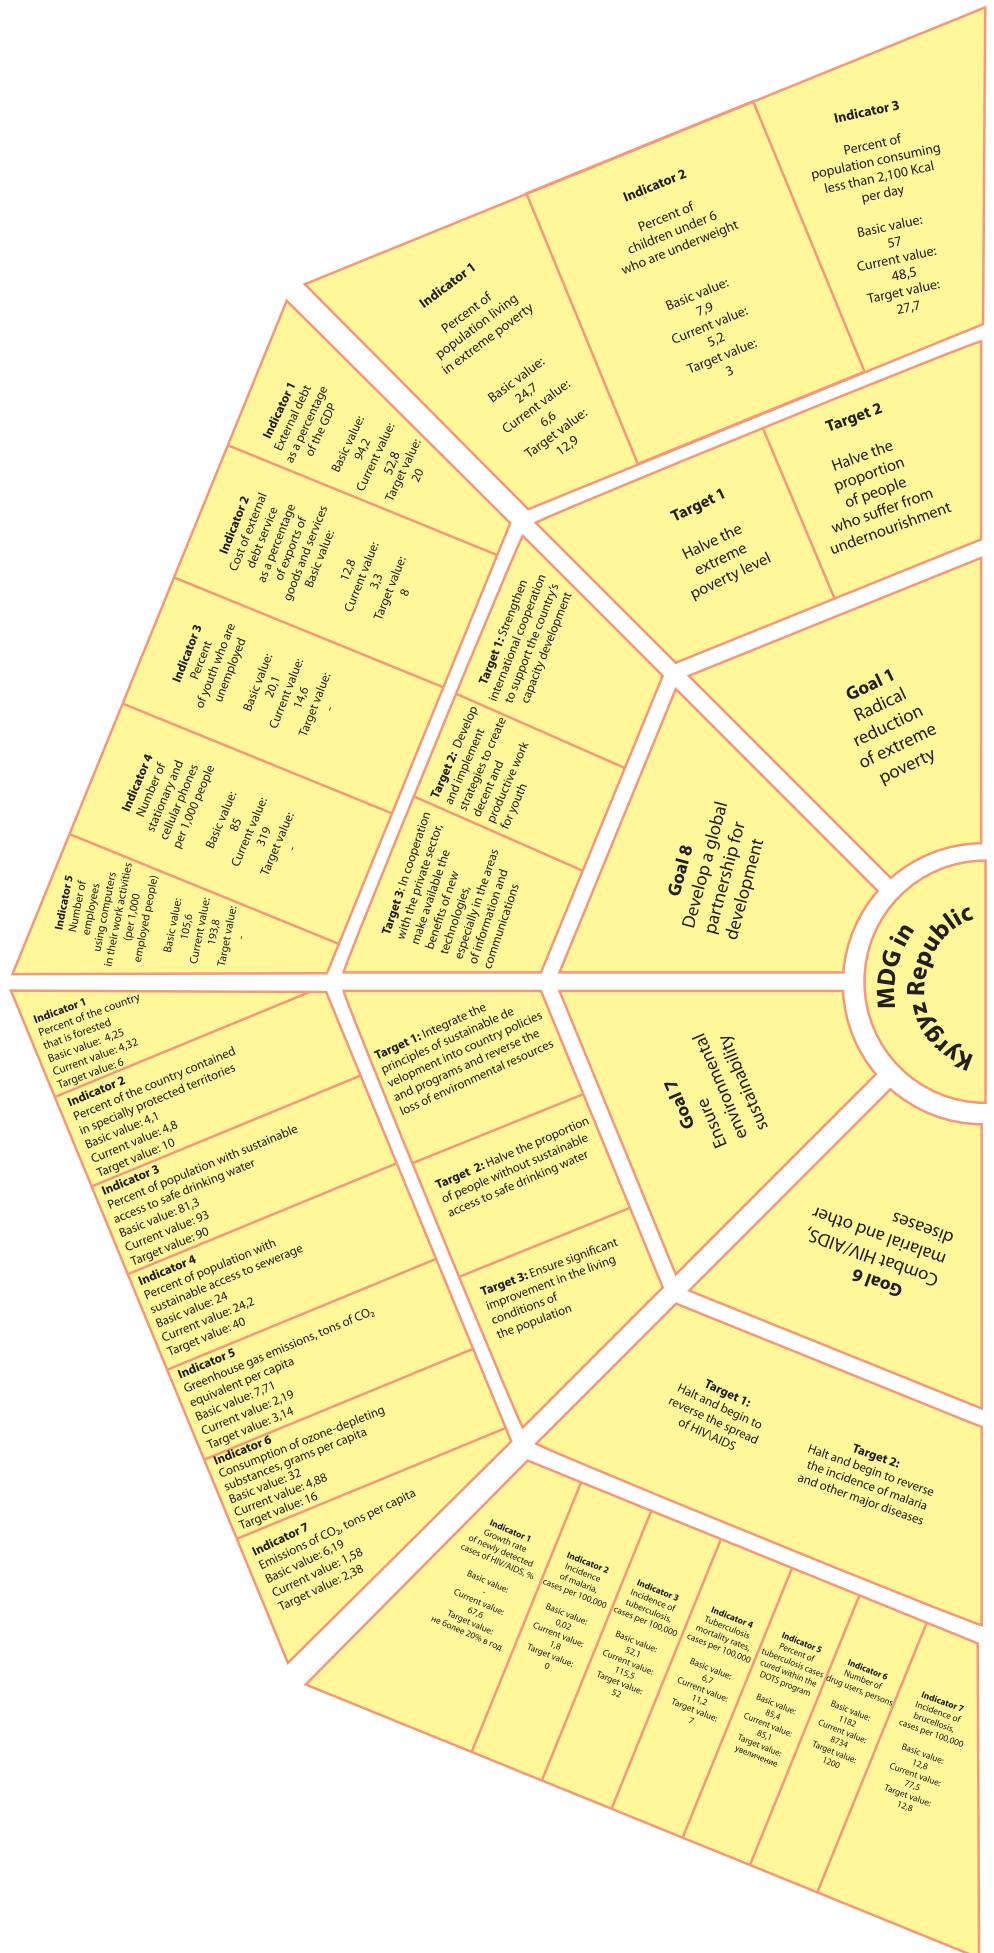 MDG in
Kyrgyz Republic
Goal 1
Radical
reduction
of extreme
poverty
Target 1
Halve the
extreme
poverty level
Target 2
Halve the
proportion
of people
who suffer from
undernourishment
Indicator 1
Percent of
population living
in extreme poverty
Basic value:
24,7
Current value:
6,6
Target value:
12,9
Indicator 2
Percent of
children under 6
who are underweight
Basic value:
7,9
Current value:
5,2
Target value:
3
Indicator 3
Percent of
population consuming
less than 2,100 Kcal
per day
Basic value:
57
Current value:
48,5
Target value:
27,7
Goal 8
Develop a global
partnership for
development
Target 1: Strengthen
international cooperation
to support the country's
capacity development
Target 2: Develop
and implement
strategies to create
decent and
productive work
for youth
Target 3: In cooperation
with the private sector,
make available the
benefits of new
technologies,
especially in the areas
of information and
communications
Indicator 1
External debt
as a percentage
of the GDP
Basic value:
94,2
Current value:
52,8
Target value:
20
Indicator 2
Cost of external
debt service
as a percentage
of exports of
goods and services
Basic value:
12,8
Current value:
3,3
Target value:
8
Indicator 3
Percent
of youth who are
unemployed
Basic value:
20,1
Current value:
14,6
Target value:
-
Indicator 4
Number of
stationary and
cellular phones
per 1,000 people
Basic value:
85
Current value:
319
Target value:
-
Indicator 5
Number of
employees
using computers
in their work activities
(per 1,000
employed people)
Basic value:
105,6
Current value:
193,8
Target value:
-
Goal 7
Ensure
environmental
sustainability
Target 1: Integrate the
principles of sustainable de
velopment into country policies
and programs and reverse the
loss of environmental resources
Target 2: Halve the proportion
of people without sustainable
access to safe drinking water
Target 3: Ensure significant
improvement in the living
conditions of
the population
Indicator 1
Percent of the country
that is forested
Basic value: 4,25
Current value: 4,32
Target value: 6
Indicator 2
Percent of the country contained
in specially protected territories
Basic value: 4,1
Current value: 4,8
Target value: 10
Indicator 3
Percent of population with sustainable
access to safe drinking water
Basic value: 81,3
Current value: 93
Target value: 90
Indicator 4
Percent of population with
sustainable access to sewerage
Basic value: 24
Current value: 24,2
Target value: 40
Indicator 5
Greenhouse gas emissions, tons of CO₂
equivalent per capita
Basic value: 7,71
Current value: 2,19
Target value: 3,14
Indicator 6
Consumption of ozone-depleting
substances, grams per capita
Basic value: 32
Current value: 4,88
Target value: 16
Indicator 7
Emissions of CO₂, tons per capita
Basic value: 6,19
Current value: 1,58
Target value: 2,38
Goal 6
Combat HIV//AIDS,
malarial and other
diseases
Target 1:
Halt and begin to
reverse the spread
of HIV\AIDS
Target 2:
Halt and begin to reverse
the incidence of malaria
and other major diseases
Indicator 1
Growth rate
of newly detected
cases of HIV/AIDS, %
Basic value:
-
Current value:
67,6
Target value:
не более 20% в год
Indicator 2
Incidence
of malaria,
cases per 100,000
Basic value:
0,02
Current value:
1,8
Target value:
0
Indicator 3
Incidence of
tuberculosis,
cases per 100,000
Basic value:
52,1
Current value:
115,5
Target value:
52
Indicator 4
Tuberculosis
mortality rates,
cases per 100,000
Basic value:
6,7
Current value:
11,2
Target value:
7
Indicator 5
Percent of
tuberculosis cases
cured within the
DOTS program
Basic value:
85,4
Current value:
85,1
Target value:
увеличение
Indicator 6
Number of
drug users, persons
Basic value:
1182
Current value:
8734
Target value:
1200
Indicator 7
Incidence of
brucellosis,
cases per 100,000
Basic value:
12,8
Current value:
77,5
Target value:
12,8